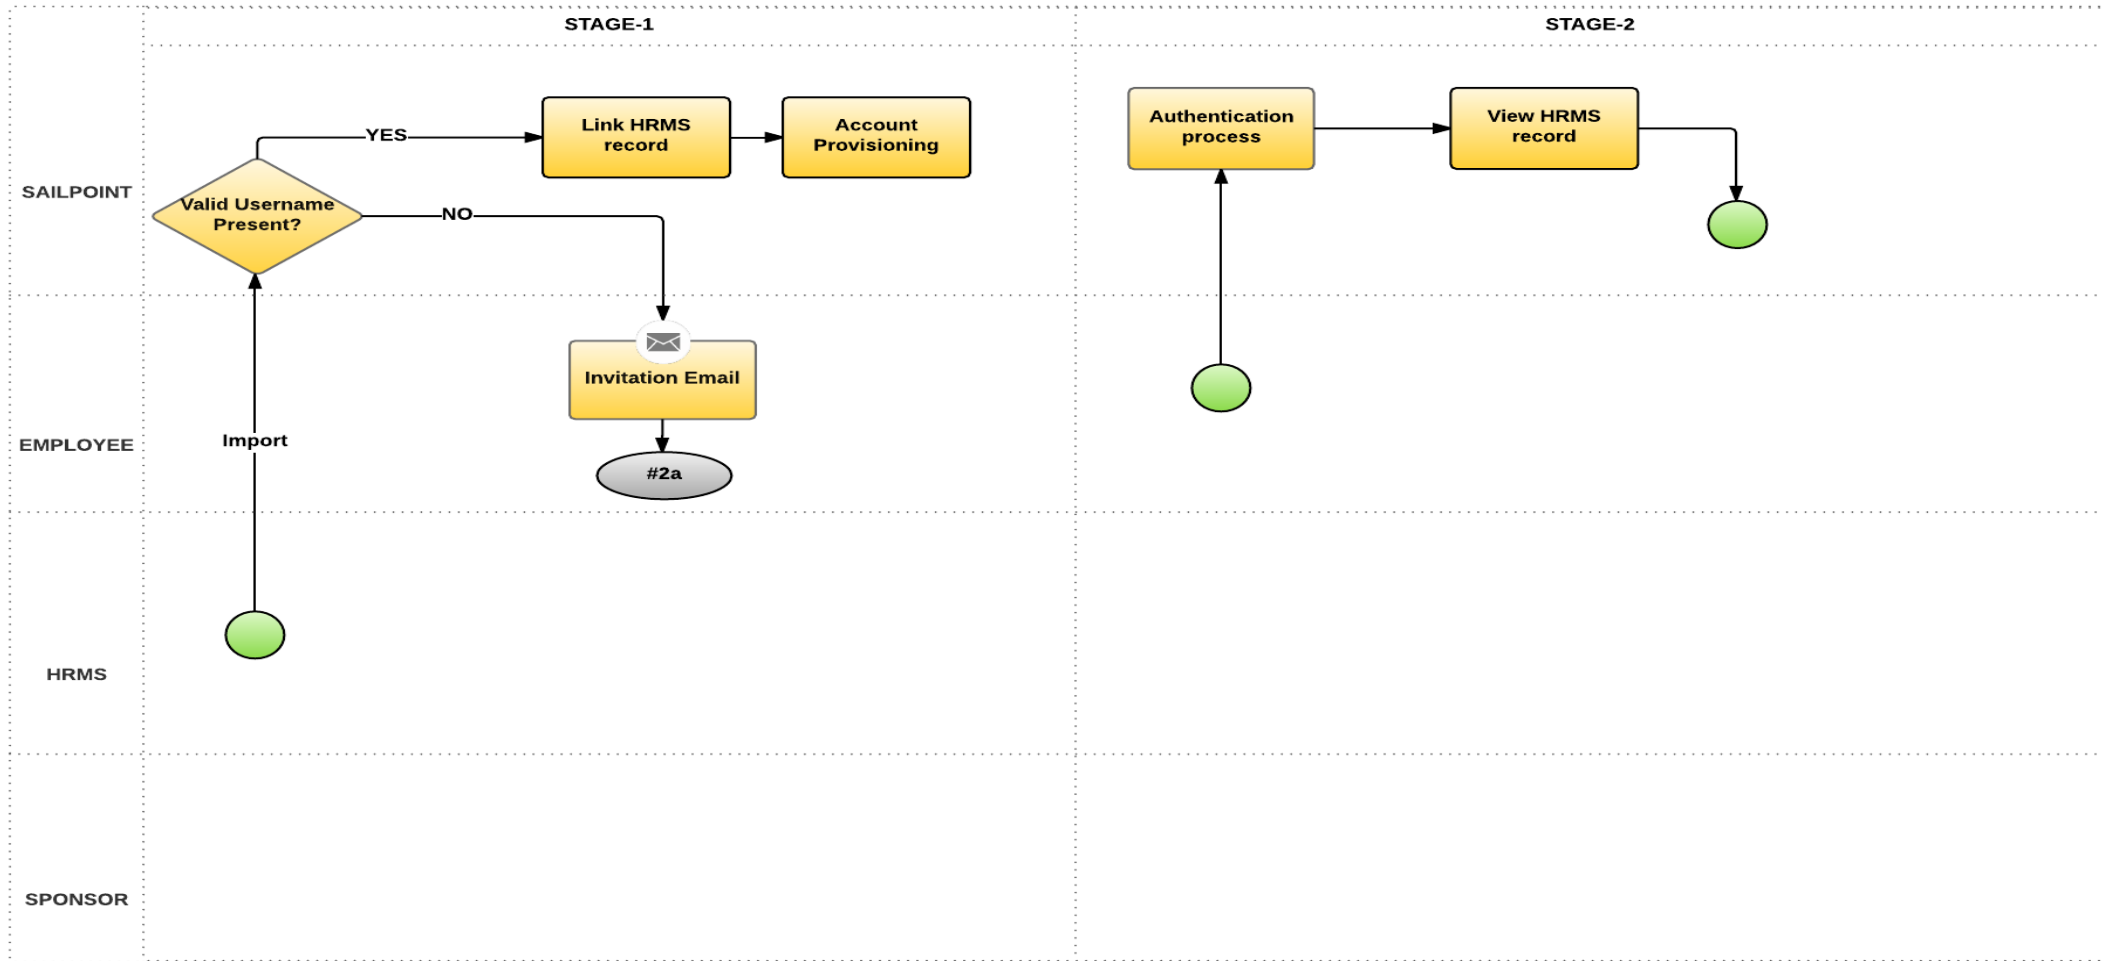 STAGE-1
STAGE-2
YES
Link HRMS
record
Account
Provisioning
Authentication
process
View HRMS
record
SAILPOINT
Valid Username
Present?
NO
Invitation Email
Import
EMPLOYEE
#2a
HRMS
SPONSOR